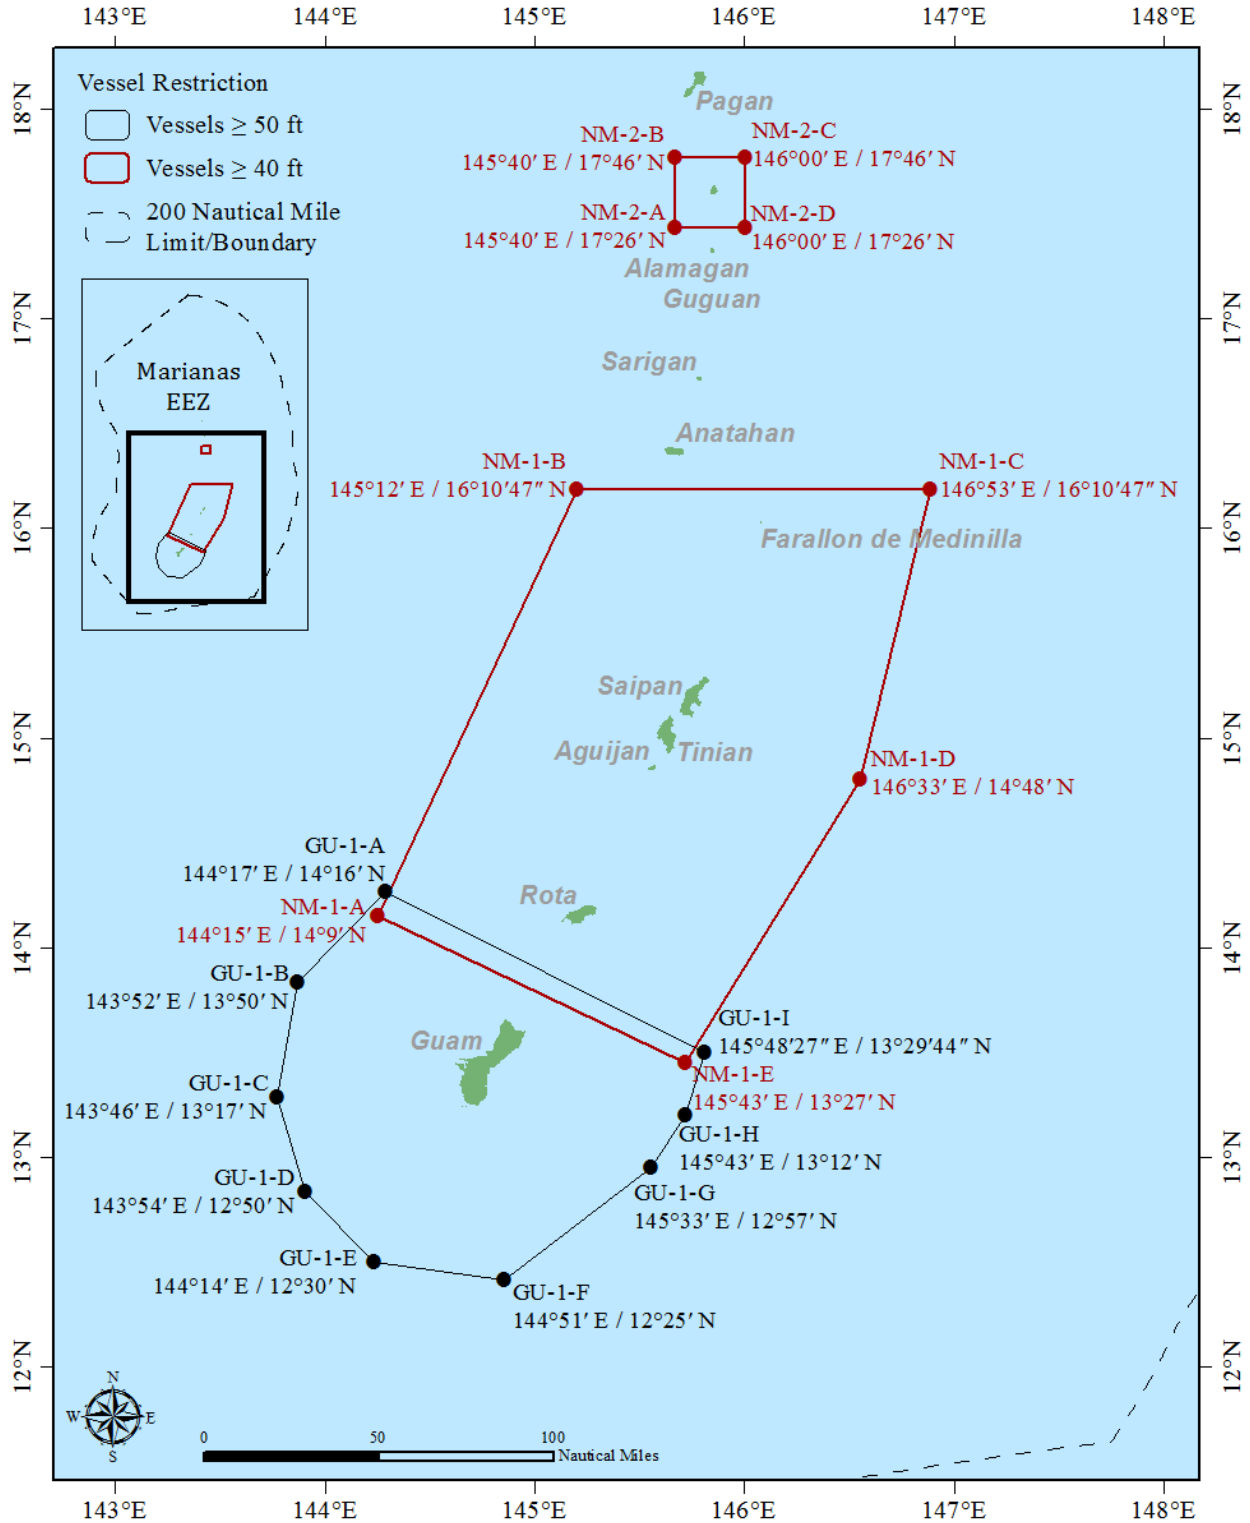 143°E 144°E 145°E 146°E 147°E 148°E
Vessel Restriction
Vessels ≥ 50 ft
Vessels ≥ 40 ft
200 Nautical Mile
Limit/Boundary
Marianas
EEZ
Pagan
NM-2-B
145°40′ E / 17°46′ N
NM-2-C
146°00′ E / 17°46′ N
NM-2-A
145°40′ E / 17°26′ N
NM-2-D
146°00′ E / 17°26′ N
Alamagan
Guguan
Sarigan
Anatahan
NM-1-B
145°12′ E / 16°10′47″ N
NM-1-C
146°53′ E / 16°10′47″ N
Farallon de Medinilla
Saipan
Aguijan
Tinian
NM-1-D
146°33′ E / 14°48′ N
GU-1-A
144°17′ E / 14°16′ N
NM-1-A
144°15′ E / 14°9′ N
Rota
GU-1-B
143°52′ E / 13°50′ N
GU-1-I
145°48′27″ E / 13°29′44″ N
Guam
NM-1-E
145°43′ E / 13°27′ N
GU-1-C
143°46′ E / 13°17′ N
GU-1-H
145°43′ E / 13°12′ N
GU-1-D
143°54′ E / 12°50′ N
GU-1-G
145°33′ E / 12°57′ N
GU-1-E
144°14′ E / 12°30′ N
GU-1-F
144°51′ E / 12°25′ N
N
W
E
S
0 50 100
Nautical Miles
18°N
17°N
16°N
15°N
14°N
13°N
12°N
18°N
17°N
16°N
15°N
14°N
13°N
12°N
143°E 144°E 145°E 146°E 147°E 148°E